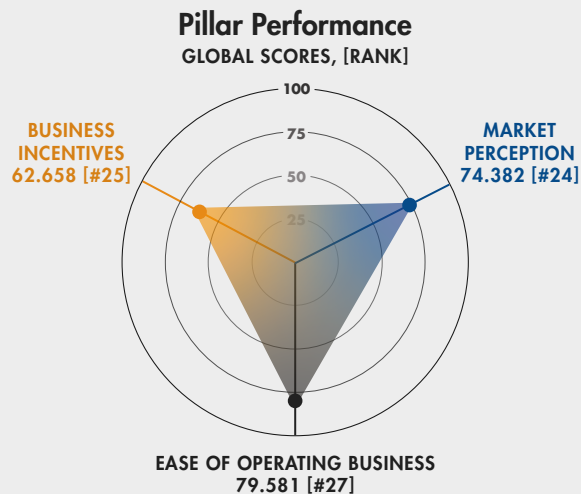 Pillar Performance
GLOBAL SCORES, [RANK]
100
75
50
25
BUSINESS
INCENTIVES
62.658 [#25]
MARKET
PERCEPTION
74.382 [#24]
EASE OF OPERATING BUSINESS
79.581 [#27]